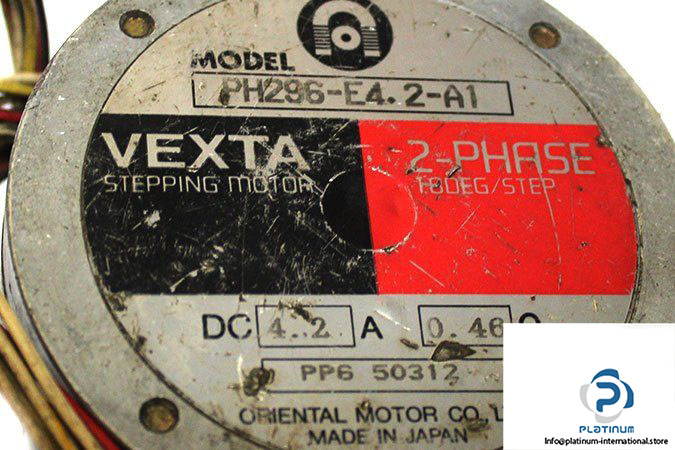 MODEL
PH296-E4.2-A1
VEXTA
STEPPING MOTOR
2-PHASE
1.8DEG/STEP
DC 4.2 A 0.46 Ω
PP6 50312
ORIENTAL MOTOR CO., L
MADE IN JAPAN
PLATINUM
Info@platinum-international.store